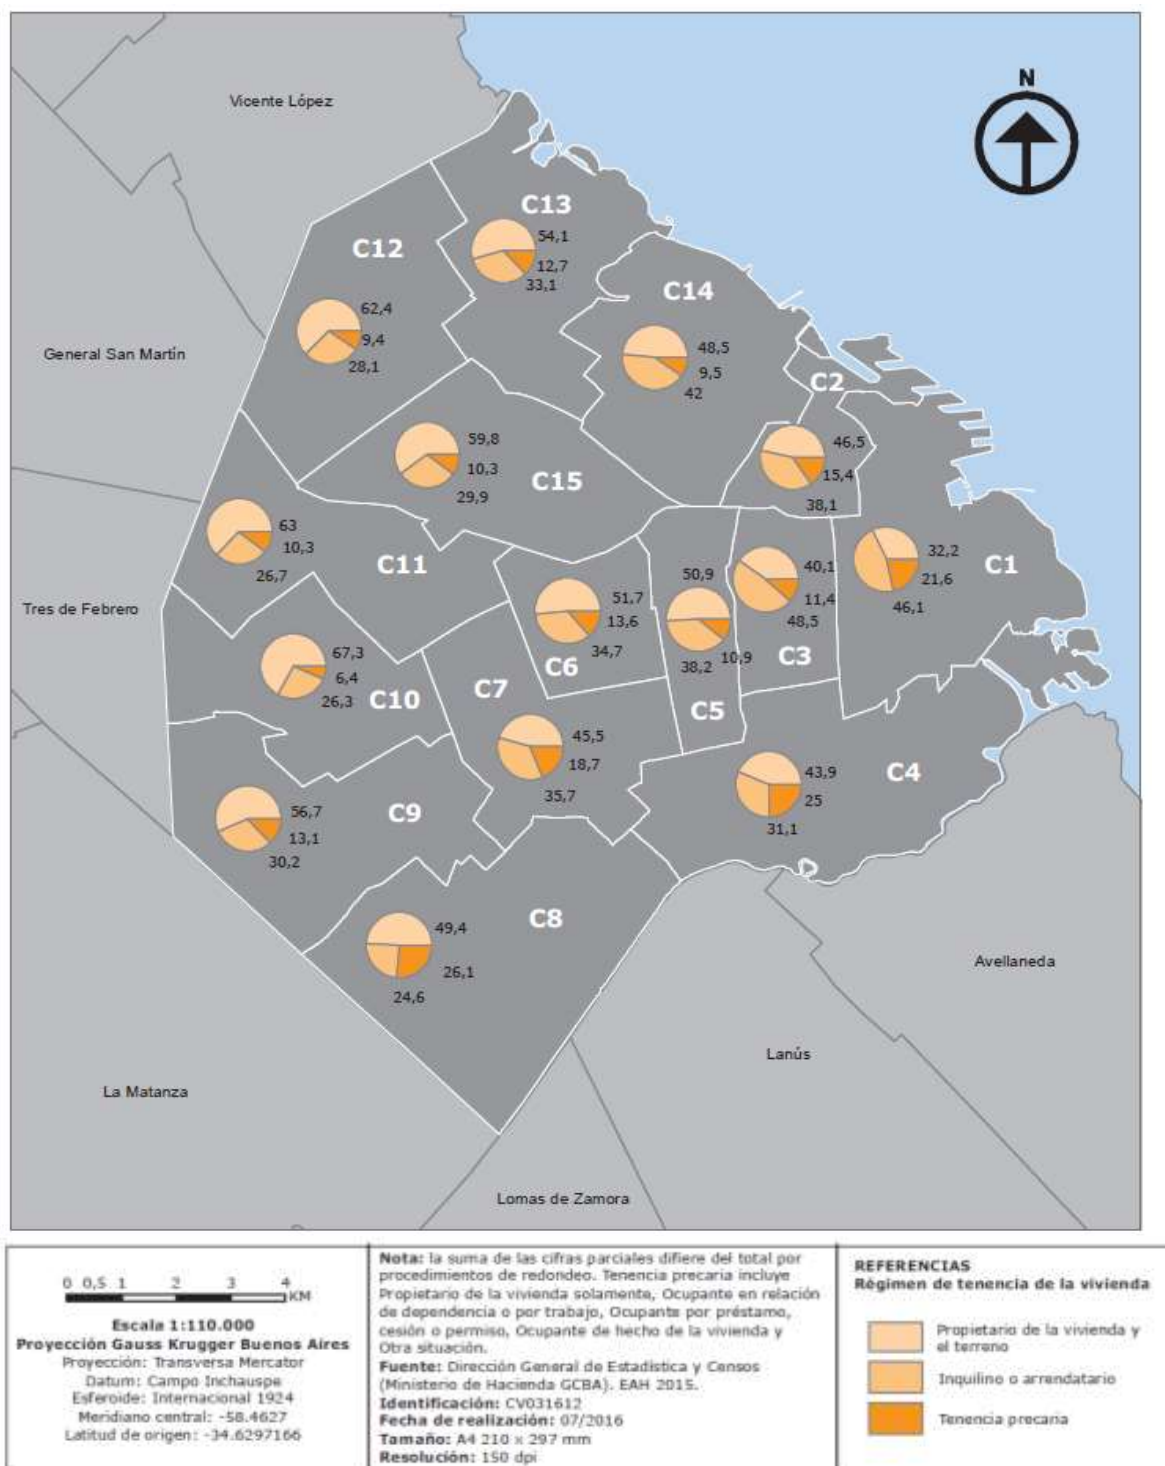 N
Vicente López
C13
54,1
12,7
33,1
C12
62,4
9,4
28,1
C14
48,5
9,5
42
General San Martín
C2
46,5
15,4
38,1
59,8
10,3
29,9
C15
63
10,3
26,7
C11
32,2
21,6
46,1
C1
40,1
11,4
48,5
C3
50,9
10,9
38,2
C5
51,7
13,6
34,7
C6
Tres de Febrero
67,3
6,4
26,3
C10
C7
45,5
18,7
35,7
43,9
25
31,1
C4
56,7
13,1
30,2
C9
49,4
26,1
24,6
C8
Avellaneda
Lanús
La Matanza
Lomas de Zamora
0 0,5 1 2 3 4
KM
Escala 1:110.000
Proyección Gauss Krugger Buenos Aires
Proyección: Transversa Mercator
Datum: Campo Inchauspe
Esferoide: Internacional 1924
Meridiano central: -58.4627
Latitud de origen: -34.6297166
Nota: la suma de las cifras parciales difiere del total por
procedimientos de redondeo. Tenencia precaria incluye
Propietario de la vivienda solamente, Ocupante en relación
de dependencia o por trabajo, Ocupante por préstamo,
cesión o permiso, Ocupante de hecho de la vivienda y
Otra situación.
Fuente: Dirección General de Estadística y Censos
(Ministerio de Hacienda GCBA). EAH 2015.
Identificación: CV031612
Fecha de realización: 07/2016
Tamaño: A4 210 x 297 mm
Resolución: 150 dpi
REFERENCIAS
Régimen de tenencia de la vivienda
Propietario de la vivienda y
el terreno
Inquilino o arrendatario
Tenencia precaria